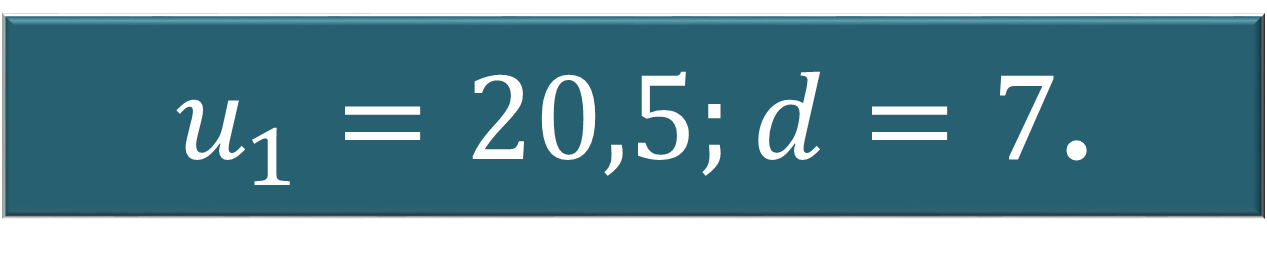 u₁ = 20,5; d = 7.